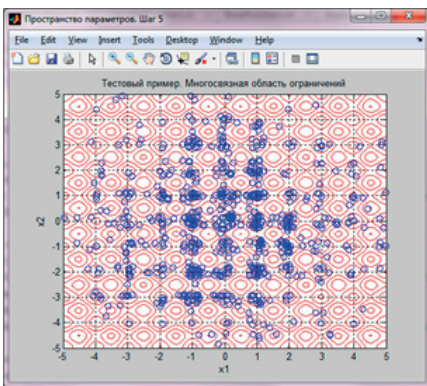 Пространство параметров. Шаг 5
File Edit View Insert Tools Desktop Window Help
Тестовый пример. Многосвязная область ограничений
5
4
3
2
1
0
-1
-2
-3
-4
-5
x2
-5 -4 -3 -2 -1 0 1 2 3 4 5
x1